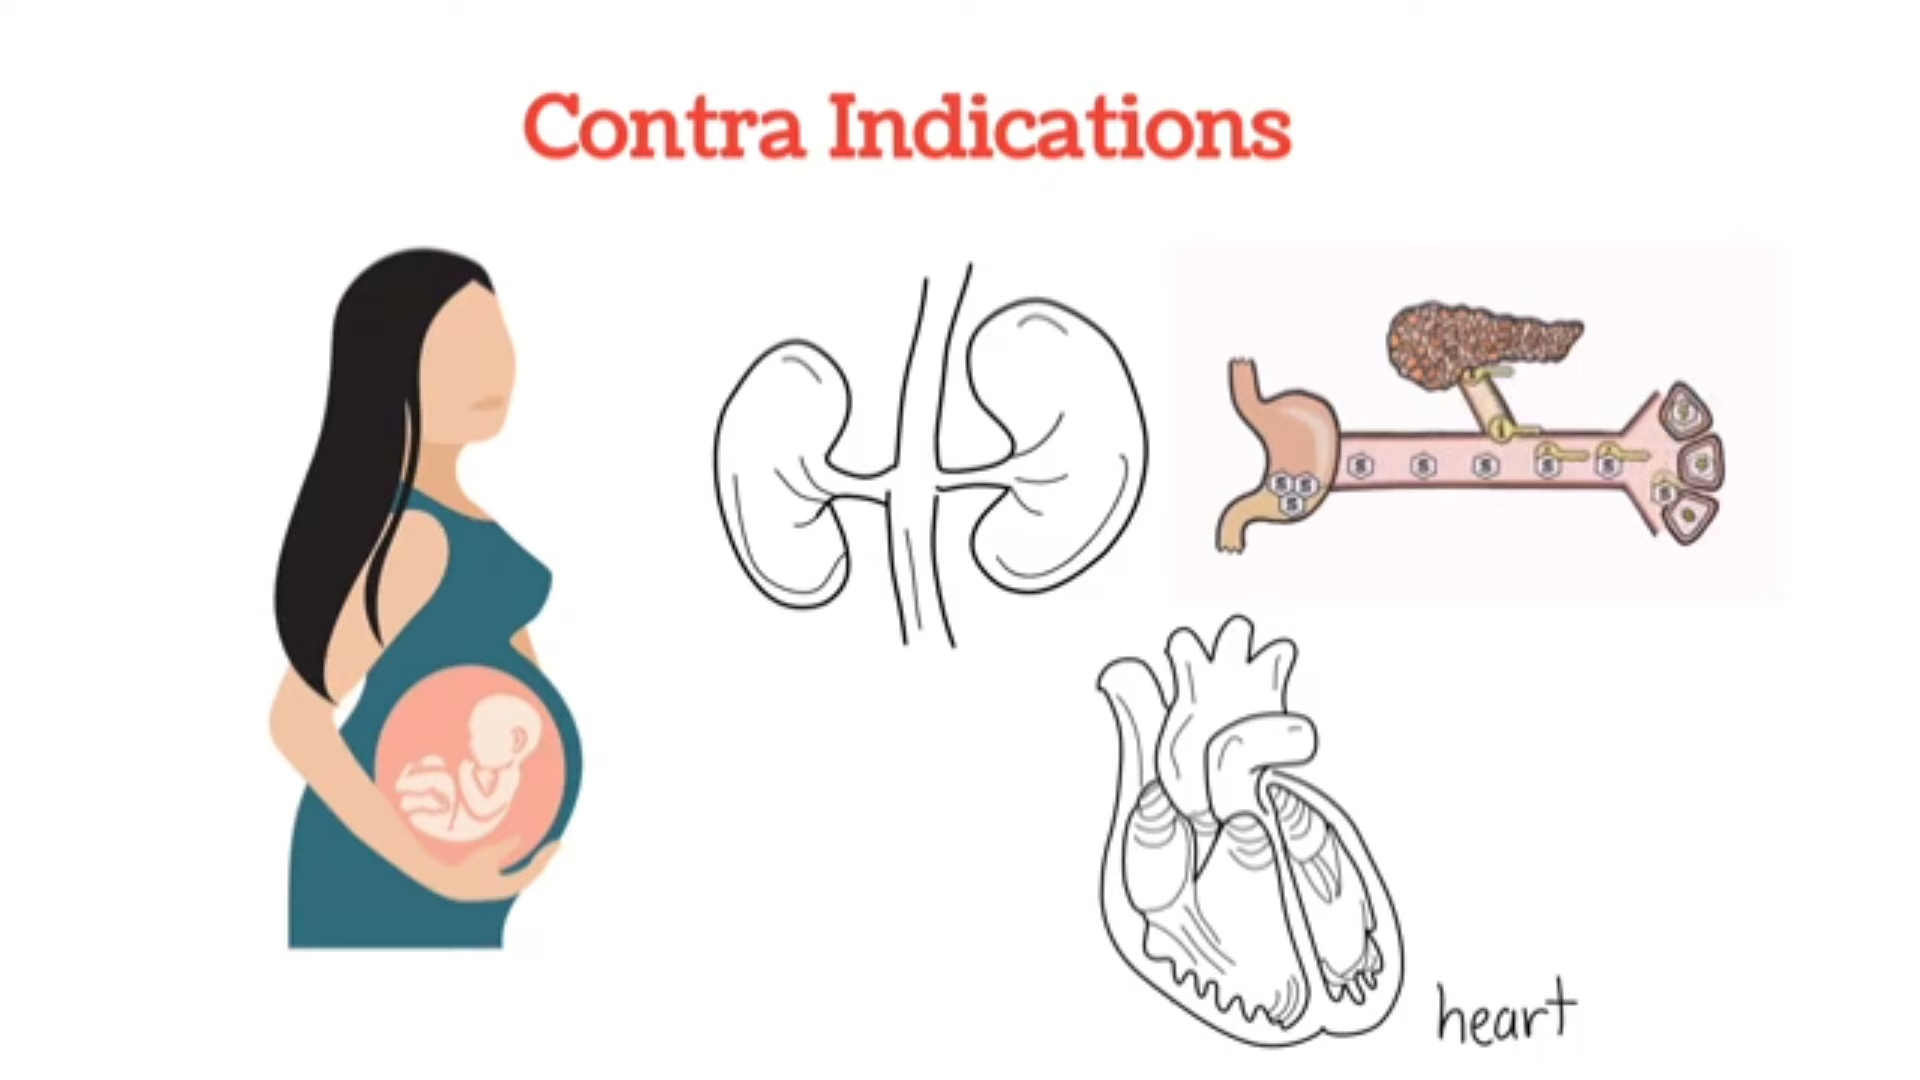 Contra Indications
S S S S S
S S
S
S
heart